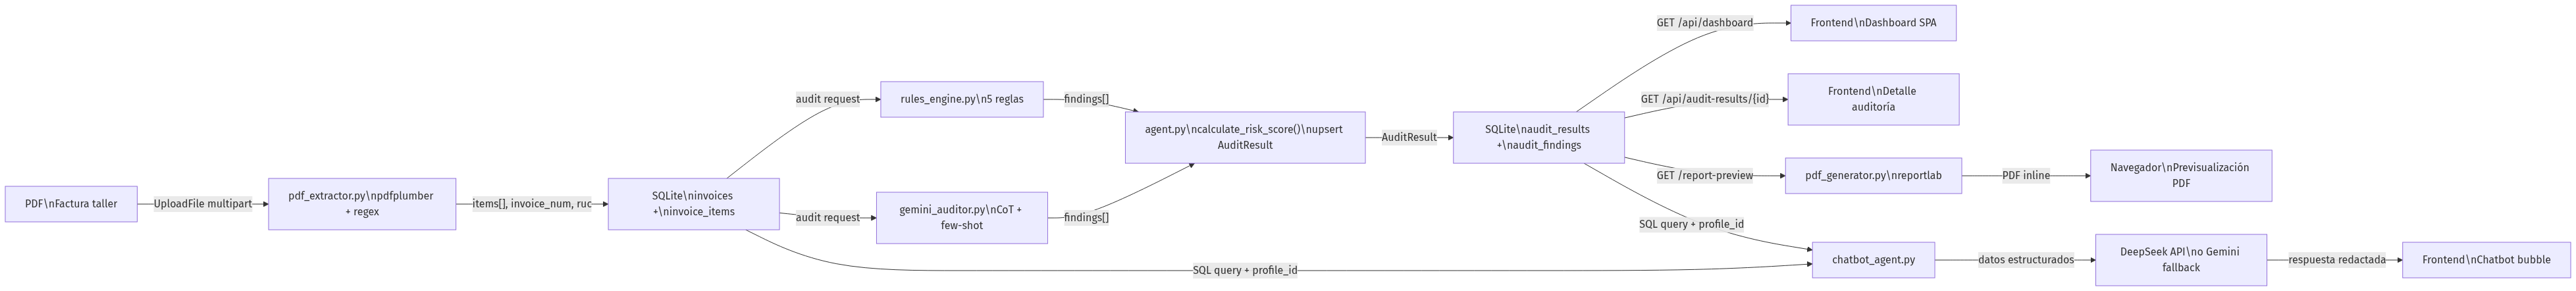 PDF\nFactura taller
UploadFile multipart
pdf_extractor.py\npdfplumber
+ regex
items[], invoice_num, ruc
SQLite\ninvoices
+\ninvoice_items
audit request
rules_engine.py\n5 reglas
findings[]
audit request
gemini_auditor.py\nCoT +
few-shot
findings[]
agent.py\ncalculate_risk_score()\nupsert
AuditResult
AuditResult
SQLite\naudit_results
+\naudit_findings
GET /api/dashboard
Frontend\nDashboard SPA
GET /api/audit-results/{id}
Frontend\nDetalle
auditoría
GET /report-preview
pdf_generator.py\nreportlab
PDF inline
Navegador\nPrevisualización
PDF
SQL query + profile_id
SQL query + profile_id
chatbot_agent.py
datos estructurados
DeepSeek API\no Gemini
fallback
respuesta redactada
Frontend\nChatbot bubble